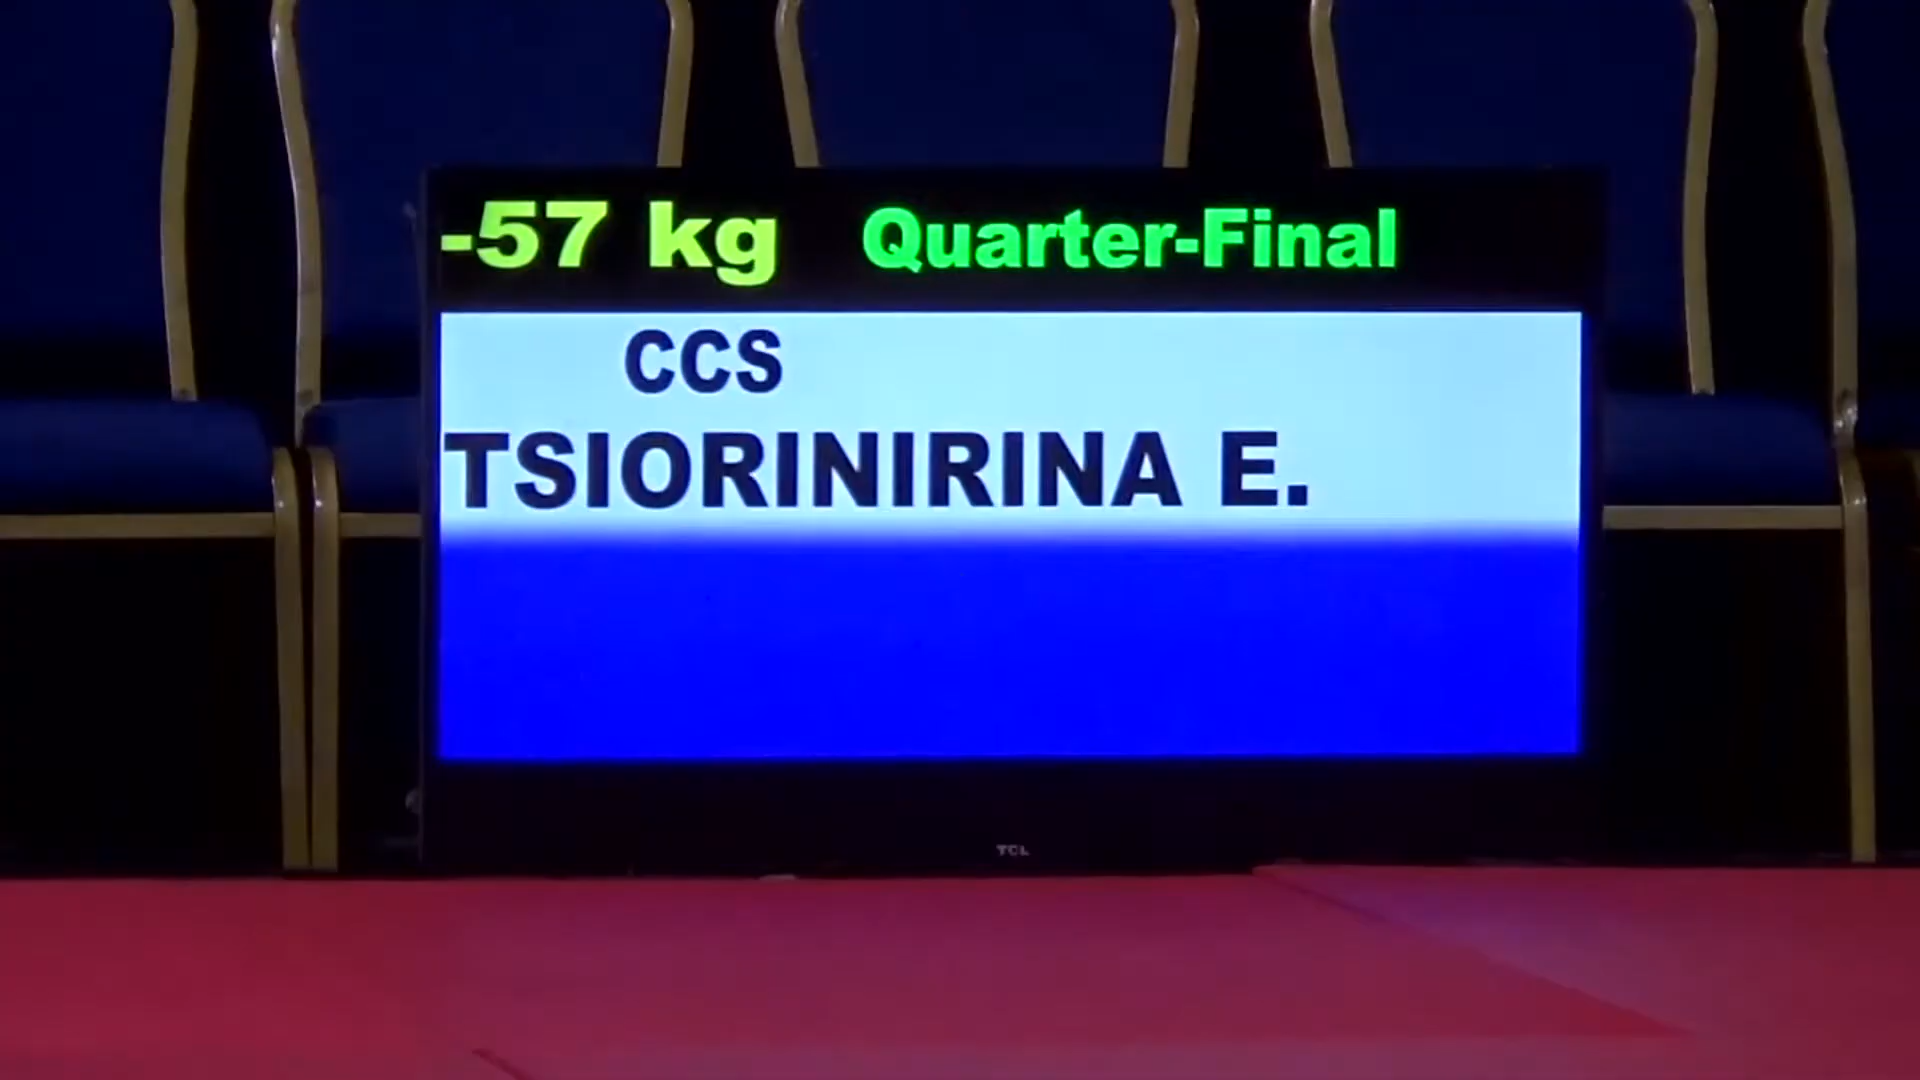 -57 kg Quarter-Final
CCS
TSIORINIRINA E.
TCL